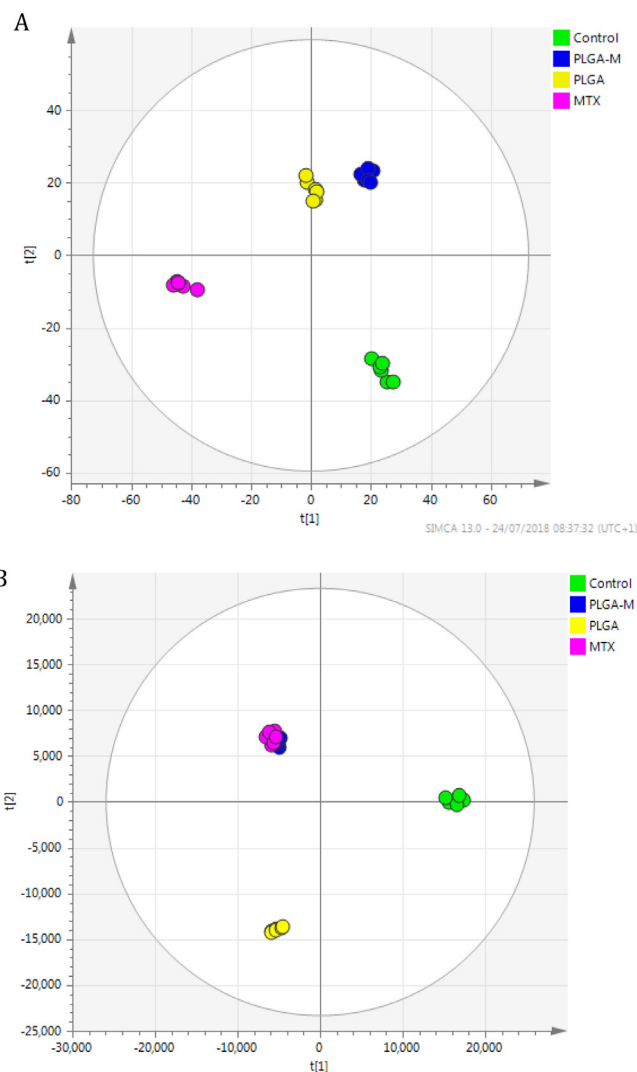 A
Control
PLGA-M
PLGA
MTX
40
20
0
-20
-40
-60
t[2]
-80 -60 -40 -20 0 20 40 60
t[1]
SIMCA 13.0 - 24/07/2018 08:37:32 (UTC+1)
B
Control
PLGA-M
PLGA
MTX
20,000
15,000
10,000
5,000
0
-5,000
-10,000
-15,000
-20,000
-25,000
t[2]
-30,000 -20,000 -10,000 0 10,000 20,000
t[1]